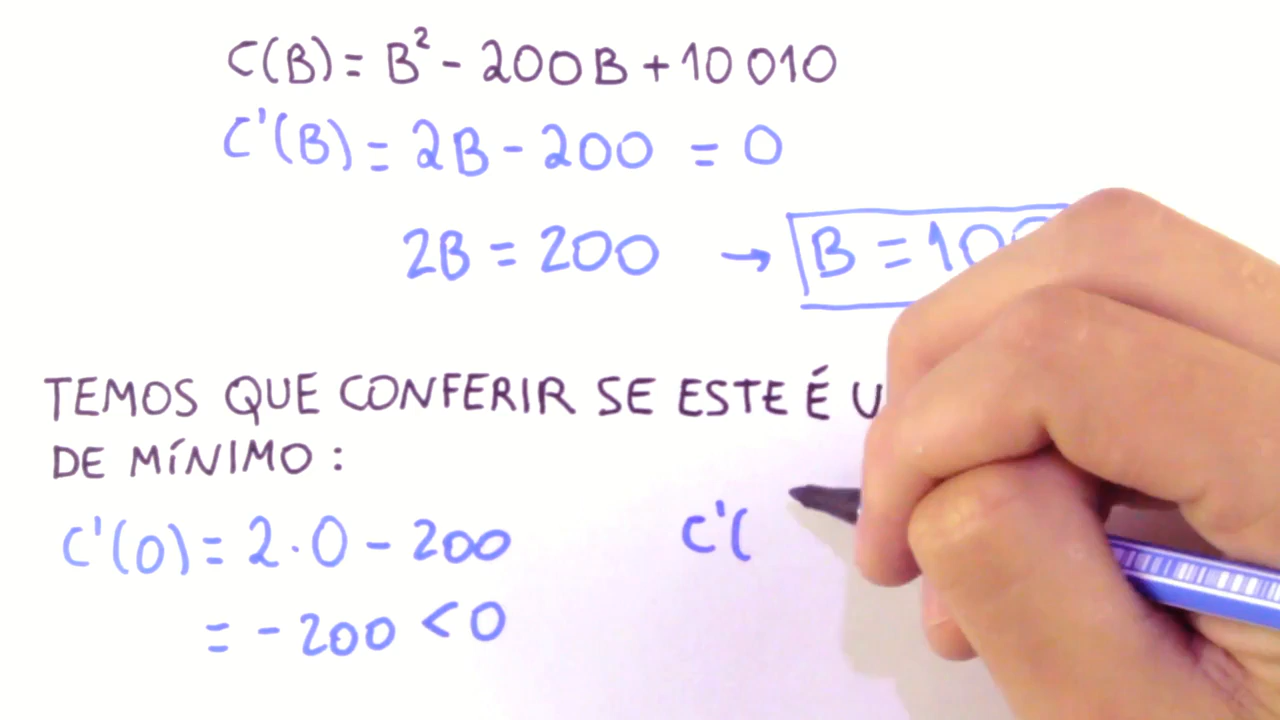 C(B) = B² - 200B + 10 010
C'(B) = 2B - 200 = 0
2B = 200 → B = 100
TEMOS QUE CONFERIR SE ESTE É
DE MÍNIMO:
C'(0) = 2·0 - 200
= -200 < 0
C'(